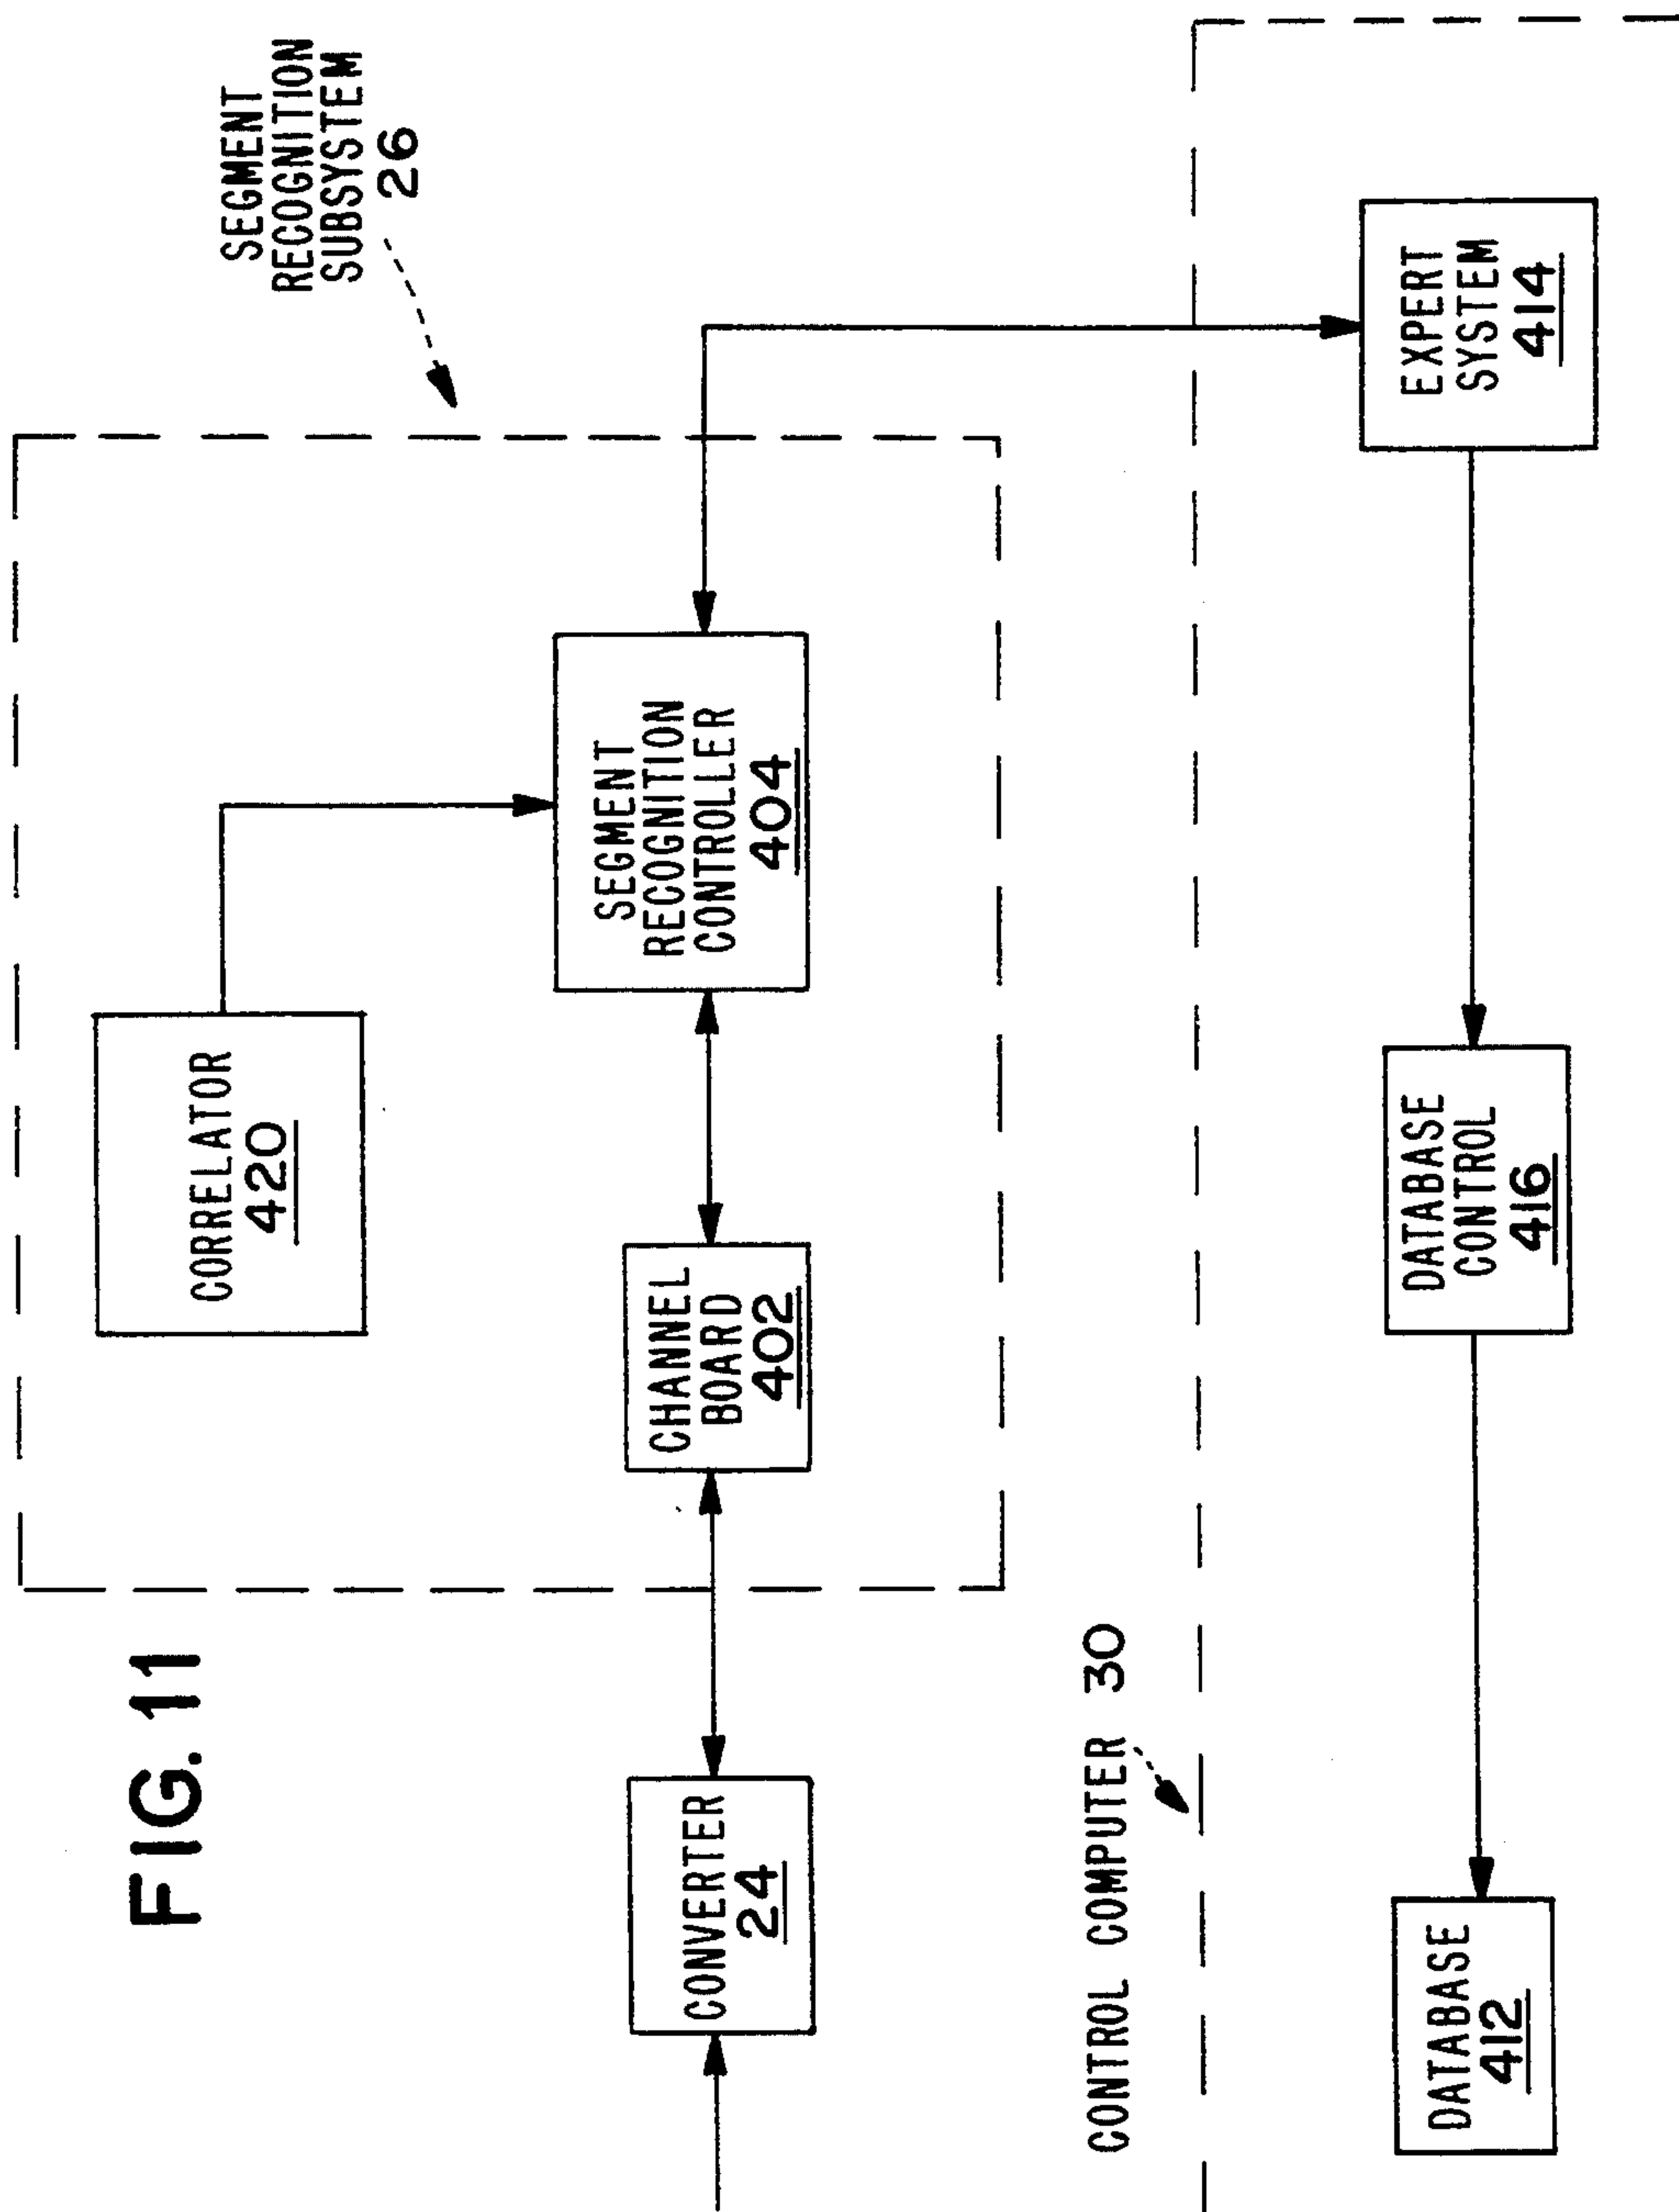 FIG. 11
SEGMENT
RECOGNITION
SUBSYSTEM
26
CORRELATOR
420
CONVERTER
24
CHANNEL
BOARD
402
SEGMENT
RECOGNITION
CONTROLLER
404
CONTROL COMPUTER 30
DATABASE
412
DATABASE
CONTROL
416
EXPERT
SYSTEM
414